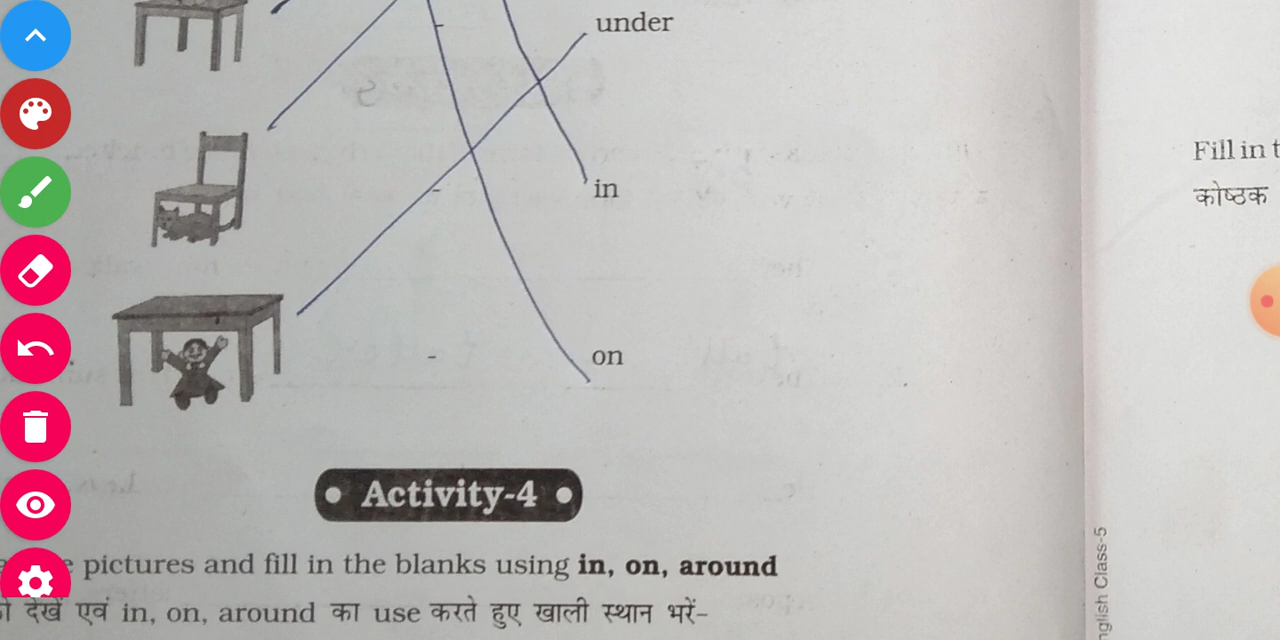 under
in
on
Activity-4
pictures and fill in the blanks using in, on, around
देखें एवं in, on, around का use करते हुए खाली स्थान भरें-
Fill in
कोष्ठक
Class-5